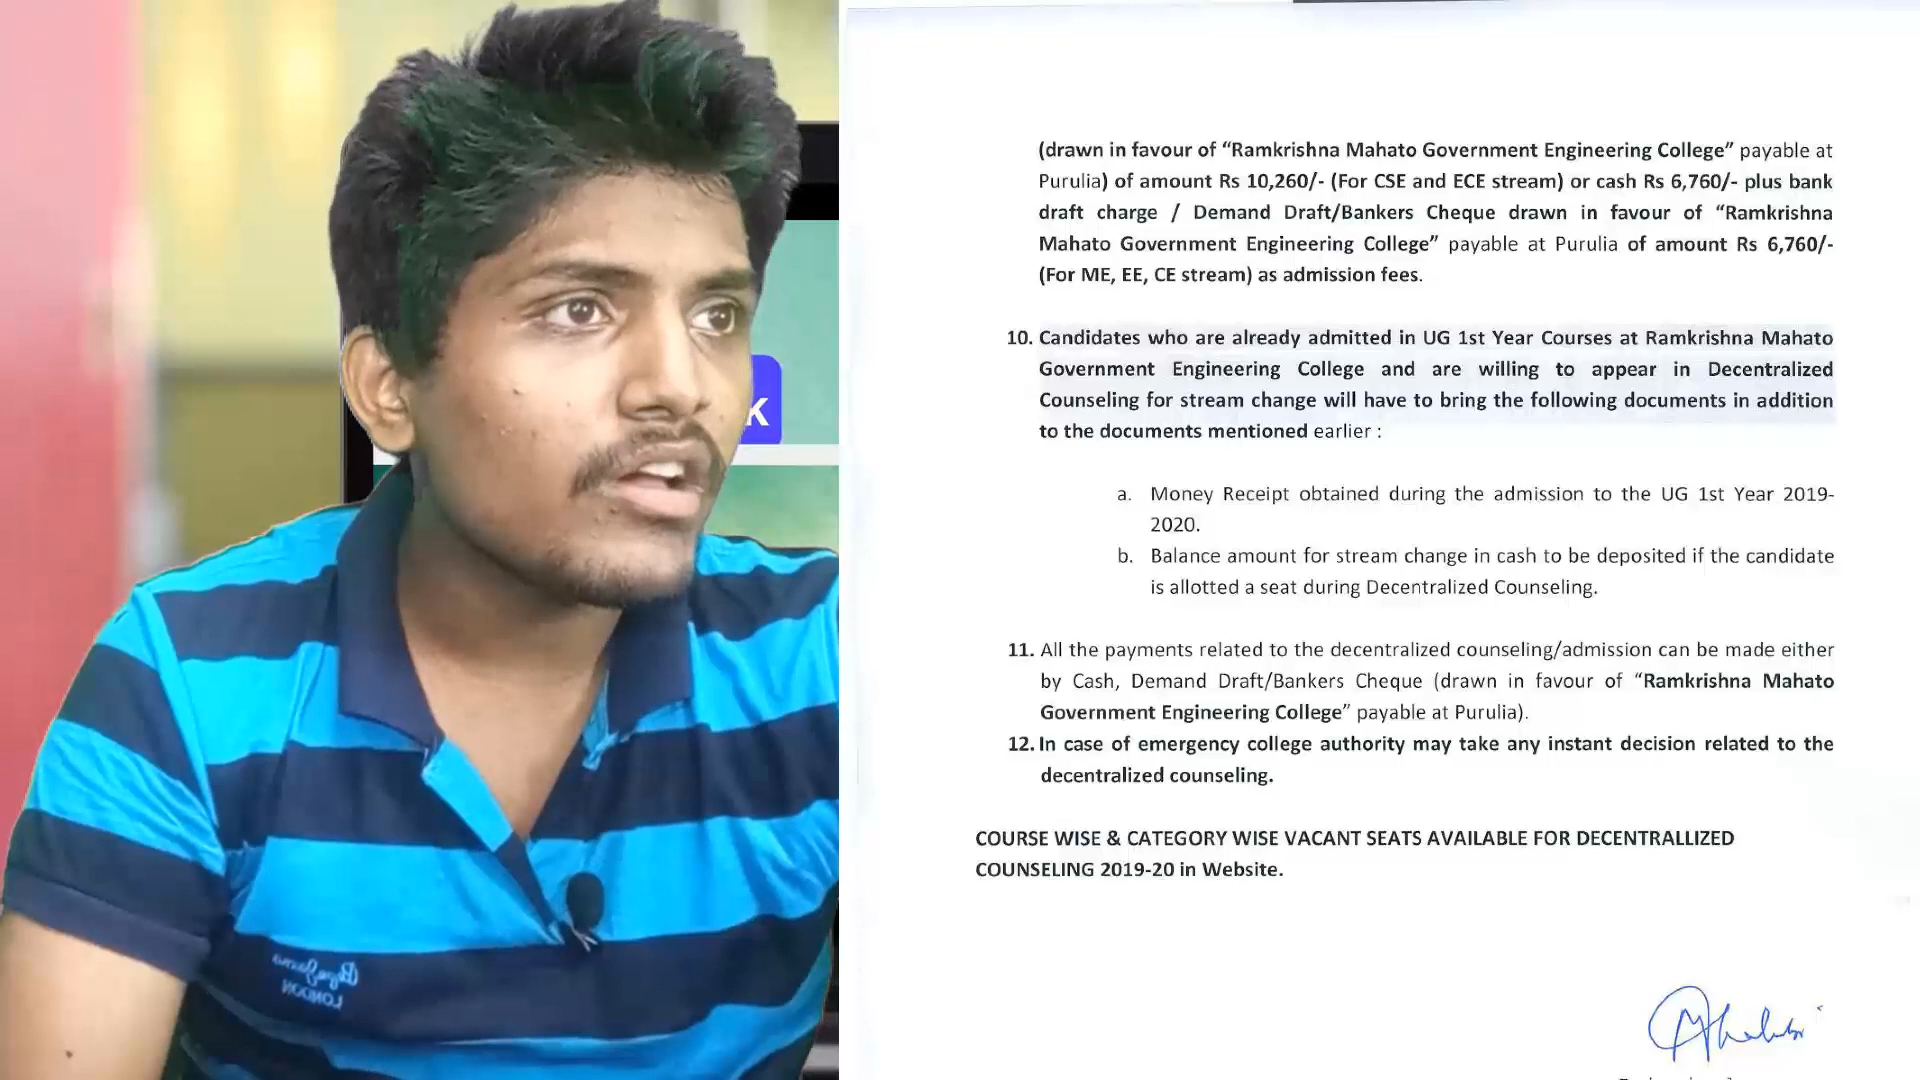 K
LONDON
(drawn in favour of “Ramkrishna Mahato Government Engineering College” payable at
Purulia) of amount Rs 10,260/- (For CSE and ECE stream) or cash Rs 6,760/- plus bank
draft charge / Demand Draft/Bankers Cheque drawn in favour of “Ramkrishna
Mahato Government Engineering College” payable at Purulia of amount Rs 6,760/-
(For ME, EE, CE stream) as admission fees.
10. Candidates who are already admitted in UG 1st Year Courses at Ramkrishna Mahato
Government Engineering College and are willing to appear in Decentralized
Counseling for stream change will have to bring the following documents in addition
to the documents mentioned earlier :
a. Money Receipt obtained during the admission to the UG 1st Year 2019-
2020.
b. Balance amount for stream change in cash to be deposited if the candidate
is allotted a seat during Decentralized Counseling.
11. All the payments related to the decentralized counseling/admission can be made either
by Cash, Demand Draft/Bankers Cheque (drawn in favour of “Ramkrishna Mahato
Government Engineering College” payable at Purulia).
12. In case of emergency college authority may take any instant decision related to the
decentralized counseling.
COURSE WISE & CATEGORY WISE VACANT SEATS AVAILABLE FOR DECENTRALLIZED
COUNSELING 2019-20 in Website.